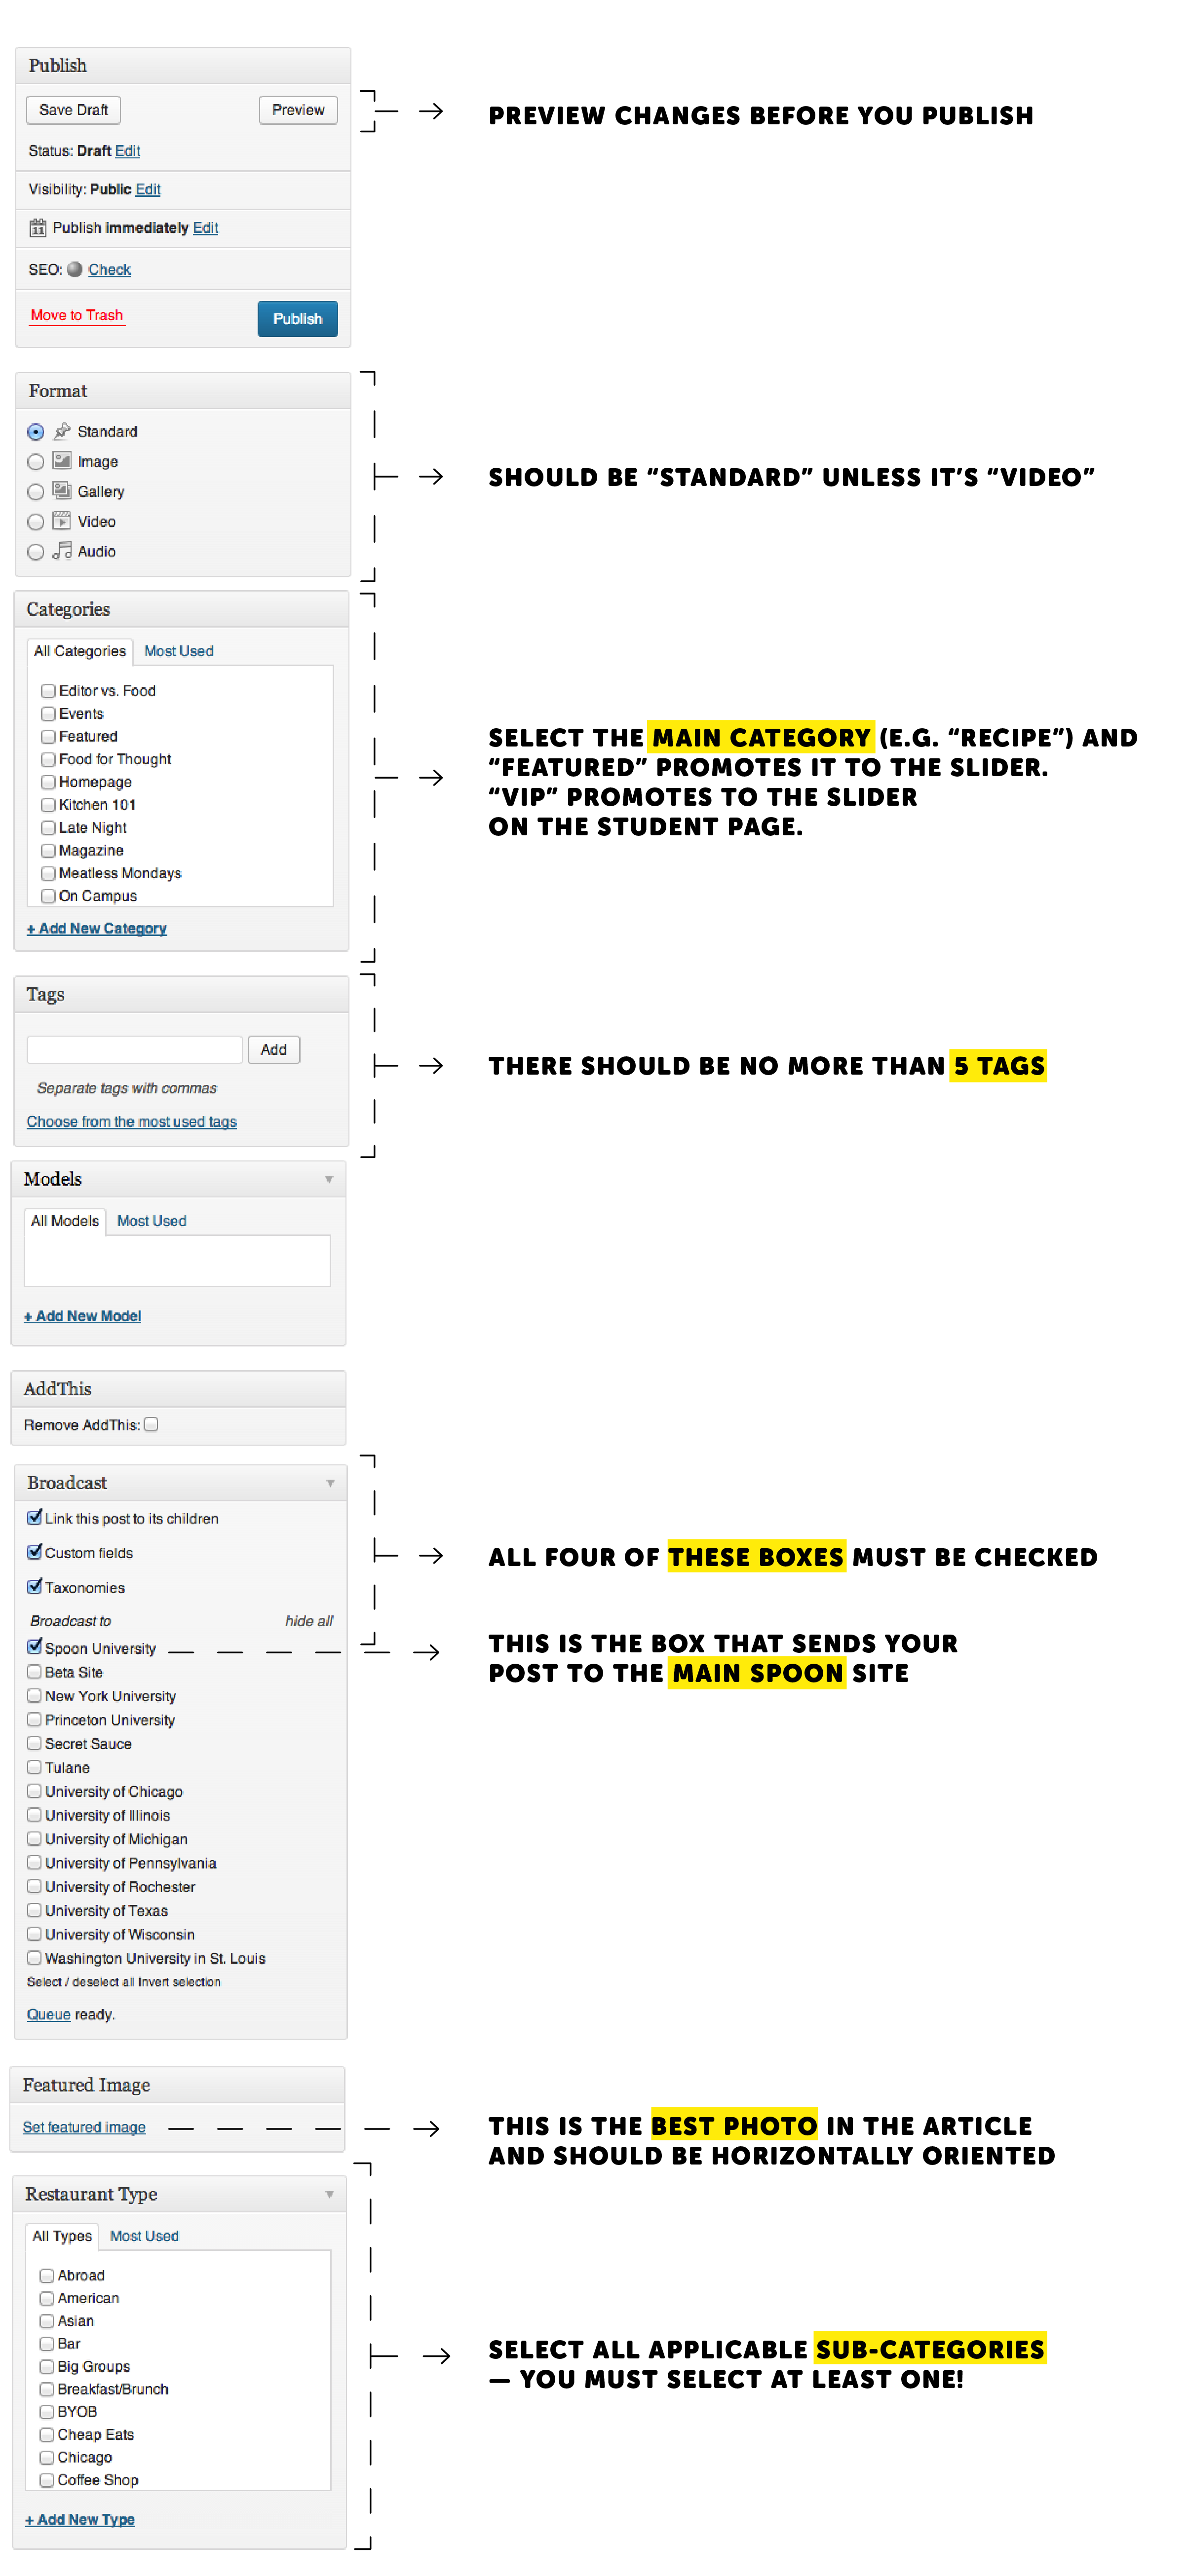 Publish
Save Draft
Preview
PREVIEW CHANGES BEFORE YOU PUBLISH
Status: Draft Edit
Visibility: Public Edit
11 Publish immediately Edit
SEO: Check
Move to Trash
Publish
Format
Standard
Image
Gallery
Video
Audio
SHOULD BE “STANDARD” UNLESS IT’S “VIDEO”
Categories
All Categories
Most Used
Editor vs. Food
Events
Featured
Food for Thought
Homepage
Kitchen 101
Late Night
Magazine
Meatless Mondays
On Campus
+ Add New Category
SELECT THE MAIN CATEGORY (E.G. “RECIPE”) AND
“FEATURED” PROMOTES IT TO THE SLIDER.
“VIP” PROMOTES TO THE SLIDER
ON THE STUDENT PAGE.
Tags
Add
Separate tags with commas
Choose from the most used tags
THERE SHOULD BE NO MORE THAN 5 TAGS
Models
All Models
Most Used
+ Add New Model
AddThis
Remove AddThis:
Broadcast
Link this post to its children
Custom fields
Taxonomies
ALL FOUR OF THESE BOXES MUST BE CHECKED
Broadcast to
hide all
Spoon University
THIS IS THE BOX THAT SENDS YOUR
POST TO THE MAIN SPOON SITE
Beta Site
New York University
Princeton University
Secret Sauce
Tulane
University of Chicago
University of Illinois
University of Michigan
University of Pennsylvania
University of Rochester
University of Texas
University of Wisconsin
Washington University in St. Louis
Select / deselect all Invert selection
Queue ready.
Featured Image
Set featured image
THIS IS THE BEST PHOTO IN THE ARTICLE
AND SHOULD BE HORIZONTALLY ORIENTED
Restaurant Type
All Types
Most Used
Abroad
American
Asian
Bar
Big Groups
Breakfast/Brunch
BYOB
Cheap Eats
Chicago
Coffee Shop
+ Add New Type
SELECT ALL APPLICABLE SUB-CATEGORIES
— YOU MUST SELECT AT LEAST ONE!